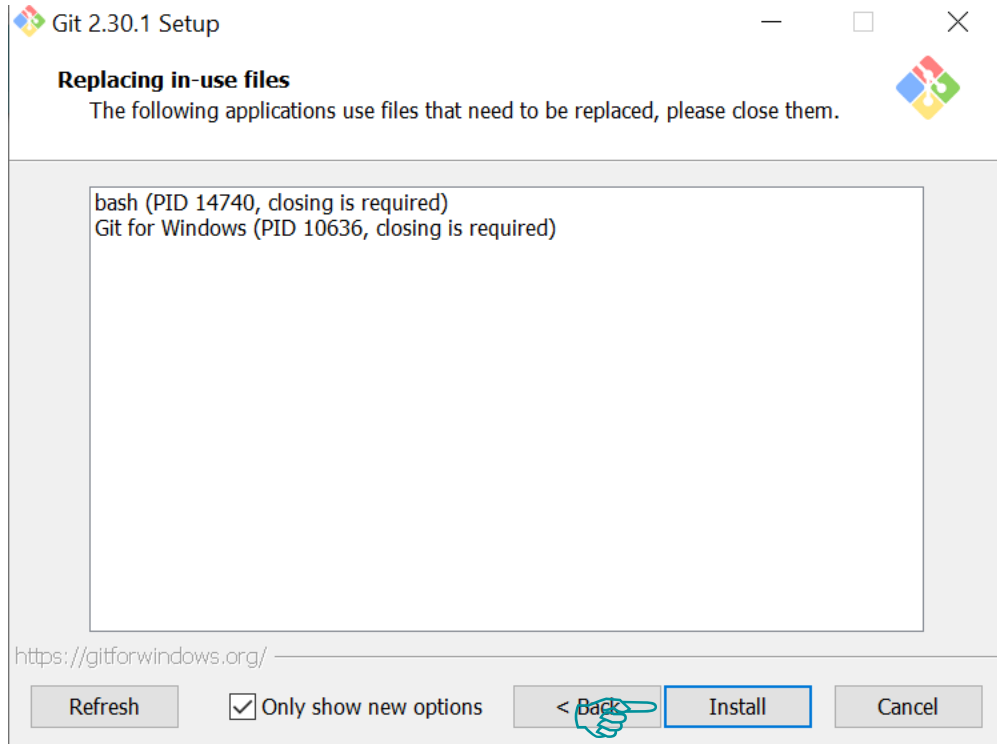 Git 2.30.1 Setup
Replacing in-use files
The following applications use files that need to be replaced, please close them.
bash (PID 14740, closing is required)
Git for Windows (PID 10636, closing is required)
https://gitforwindows.org/
Refresh
Only show new options
< Back
Install
Cancel